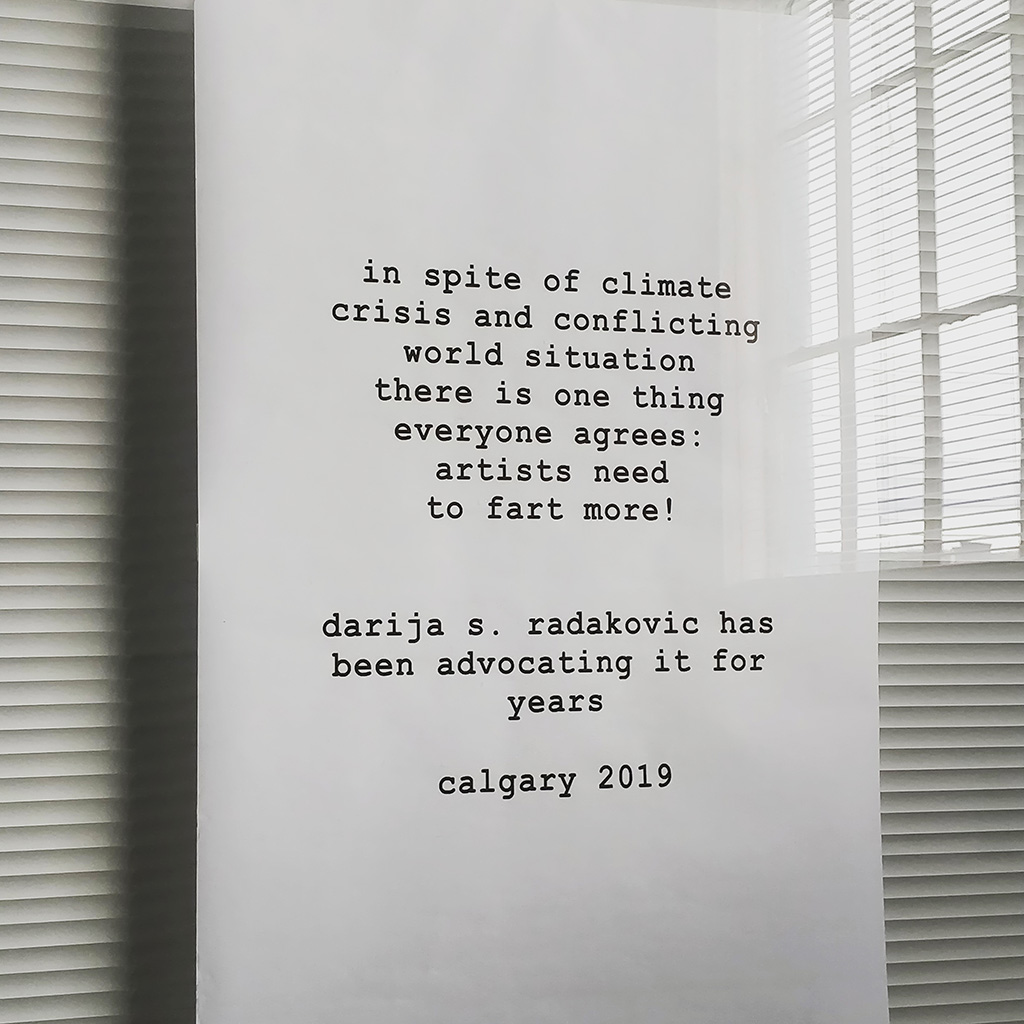 in spite of climate
crisis and conflicting
world situation
there is one thing
everyone agrees:
artists need
to fart more!
darija s. radakovic has
been advocating it for
years
calgary 2019